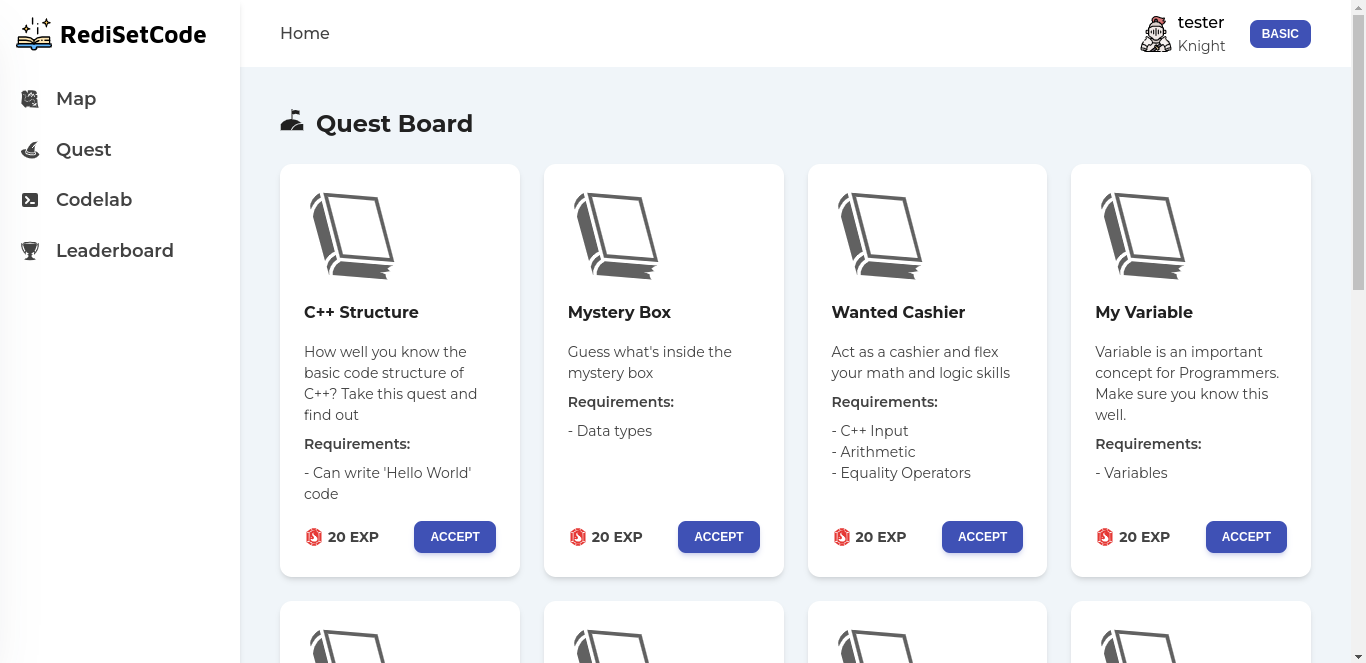 RediSetCode
Home
tester
Knight
BASIC
Map
Quest
Codelab
Leaderboard
Quest Board
C++ Structure
How well you know the
basic code structure of
C++? Take this quest and
find out
Requirements:
- Can write 'Hello World'
code
20 EXP
ACCEPT
Mystery Box
Guess what's inside the
mystery box
Requirements:
- Data types
20 EXP
ACCEPT
Wanted Cashier
Act as a cashier and flex
your math and logic skills
Requirements:
- C++ Input
- Arithmetic
- Equality Operators
20 EXP
ACCEPT
My Variable
Variable is an important
concept for Programmers.
Make sure you know this
well.
Requirements:
- Variables
20 EXP
ACCEPT